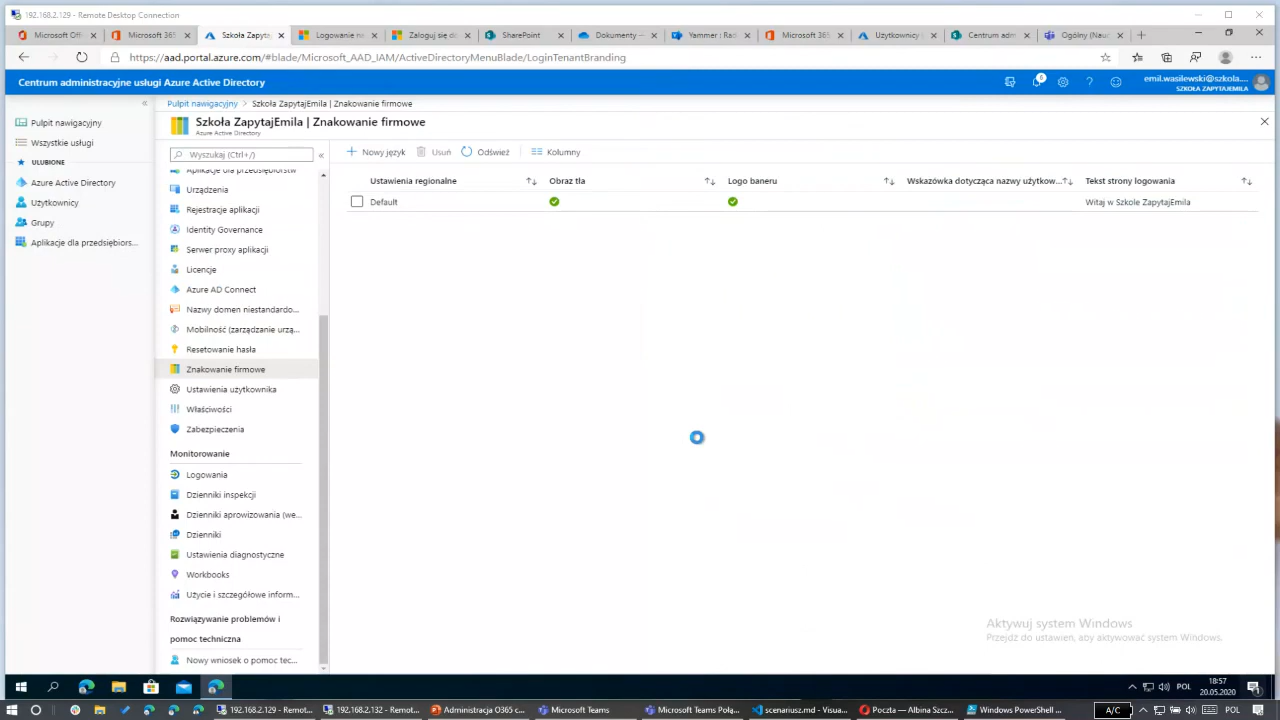 192.168.2.129 - Remote Desktop Connection
Microsoft Offi
Microsoft 365
Szkoła Zapytaj
Logowanie na
Zaloguj się do
SharePoint
Dokumenty —
Yammer : Rad
Microsoft 365
Użytkownicy
Centrum adm
Ogólny (Nauc
https://aad.portal.azure.com/#blade/Microsoft_AAD_IAM/ActiveDirectoryMenuBlade/LoginTenantBranding
Centrum administracyjne usługi Azure Active Directory
emil.wasilewski@szkola....
SZKOŁA ZAPYTAJEMILA
Pulpit nawigacyjny > Szkoła ZapytajEmila | Znakowanie firmowe
Szkoła ZapytajEmila | Znakowanie firmowe
Azure Active Directory
Pulpit nawigacyjny
Wszystkie usługi
ULUBIONE
Azure Active Directory
Użytkownicy
Grupy
Aplikacje dla przedsiębiors...
Wyszukaj (Ctrl+/)
Aplikacje dla przedsiębiorstw
Urządzenia
Rejestracje aplikacji
Identity Governance
Serwer proxy aplikacji
Licencje
Azure AD Connect
Nazwy domen niestandardo...
Mobilność (zarządzanie urzą...
Resetowanie hasła
Znakowanie firmowe
Ustawienia użytkownika
Właściwości
Zabezpieczenia
Monitorowanie
Logowania
Dzienniki inspekcji
Dzienniki aprowizowania (we...
Dzienniki
Ustawienia diagnostyczne
Workbooks
Użycie i szczegółowe inform...
Rozwiązywanie problemów i
pomoc techniczna
Nowy wniosek o pomoc tec...
Nowy język
Usuń
Odśwież
Kolumny
Ustawienia regionalne
Obraz tła
Logo baneru
Wskazówka dotycząca nazwy użytkow...
Tekst strony logowania
Default
Witaj w Szkole ZapytajEmila
Aktywuj system Windows
Przejdź do ustawień, aby aktywować system Windows.
POL
18:57
20.05.2020
192.168.2.129 - Remot...
192.168.2.132 - Remot...
Administracja O365 c...
Microsoft Teams
Microsoft Teams Połą...
scenariusz.md - Visua...
Poczta — Albina Szcz...
Windows PowerShell ...
A/C
POL